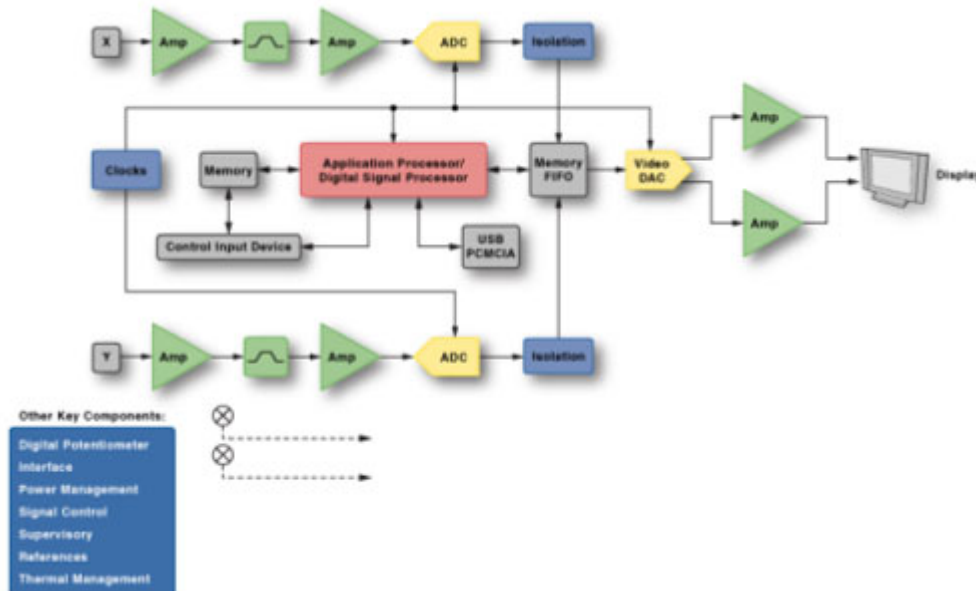 X
Amp
Amp
ADC
Isolation
Amp
Clocks
Memory
Application Processor/
Digital Signal Processor
Memory
FIFO
Video
DAC
Display
Control Input Device
USB
PCMCIA
Amp
Y
Amp
Amp
ADC
Isolation
Other Key Components:
Digital Potentiometer
Interface
Power Management
Signal Control
Supervisory
References
Thermal Management